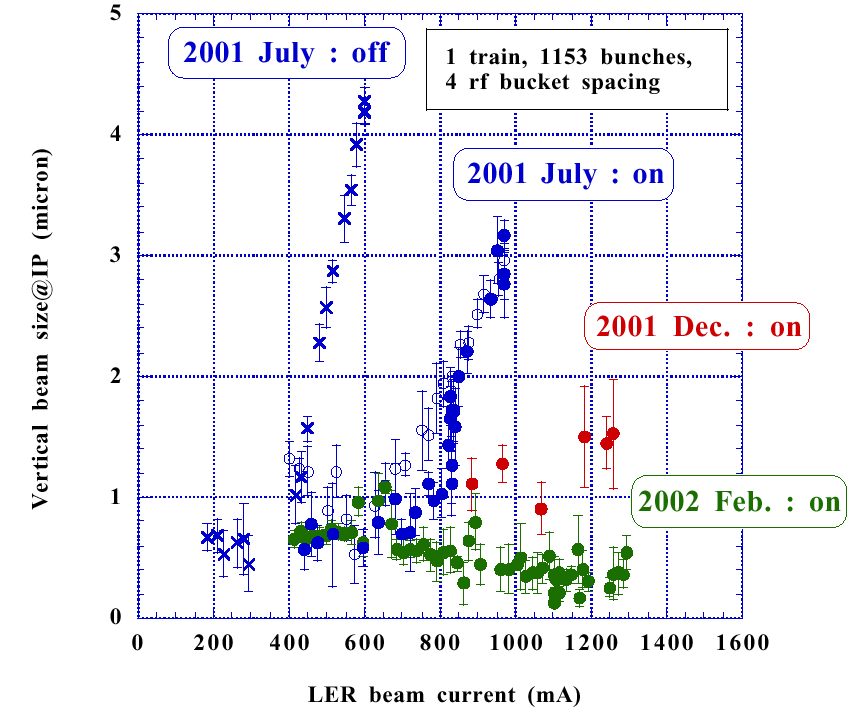 5
2001 July : off
1 train, 1153 bunches,
4 rf bucket spacing
4
2001 July : on
3
2001 Dec. : on
2
2002 Feb. : on
1
0
0 200 400 600 800 1000 1200 1400 1600
Vertical beam size@IP (micron)
LER beam current (mA)